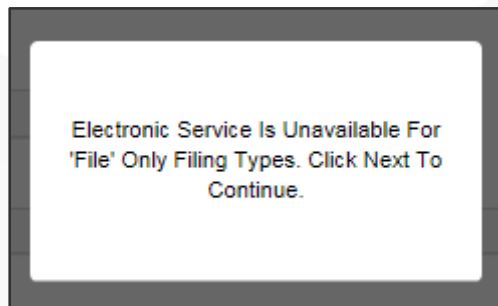 Electronic Service Is Unavailable For
'File' Only Filing Types. Click Next To
Continue.